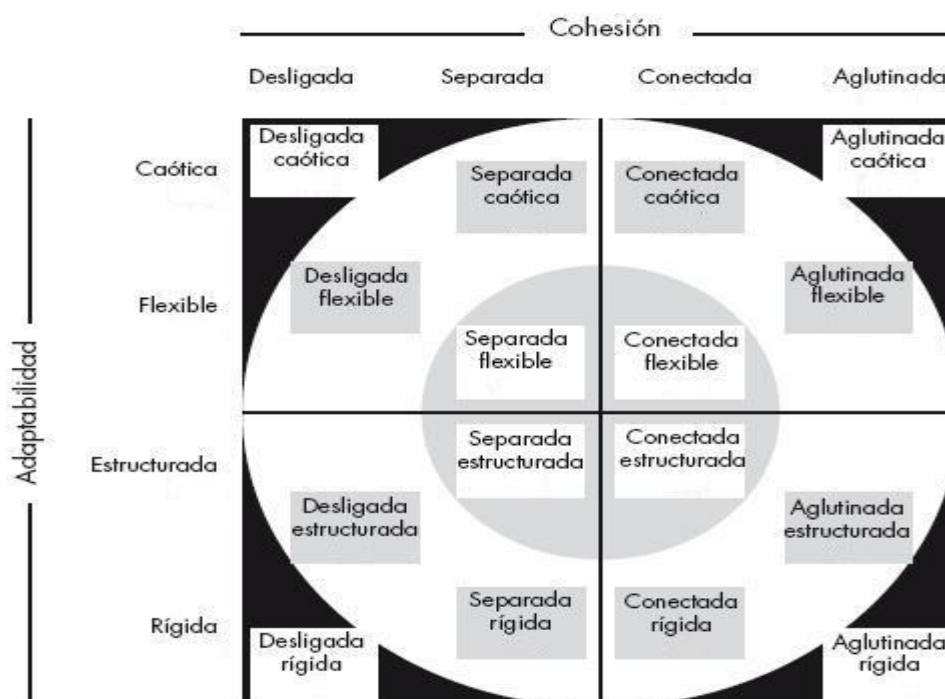 Cohesión
Desligada Separada Conectada Aglutinada
Adaptabilidad
Caótica
Desligada
caótica
Separada
caótica
Conectada
caótica
Aglutinada
caótica
Flexible
Desligada
flexible
Separada
flexible
Conectada
flexible
Aglutinada
flexible
Estructurada
Desligada
estructurada
Separada
estructurada
Conectada
estructurada
Aglutinada
estructurada
Rígida
Desligada
rígida
Separada
rígida
Conectada
rígida
Aglutinada
rígida